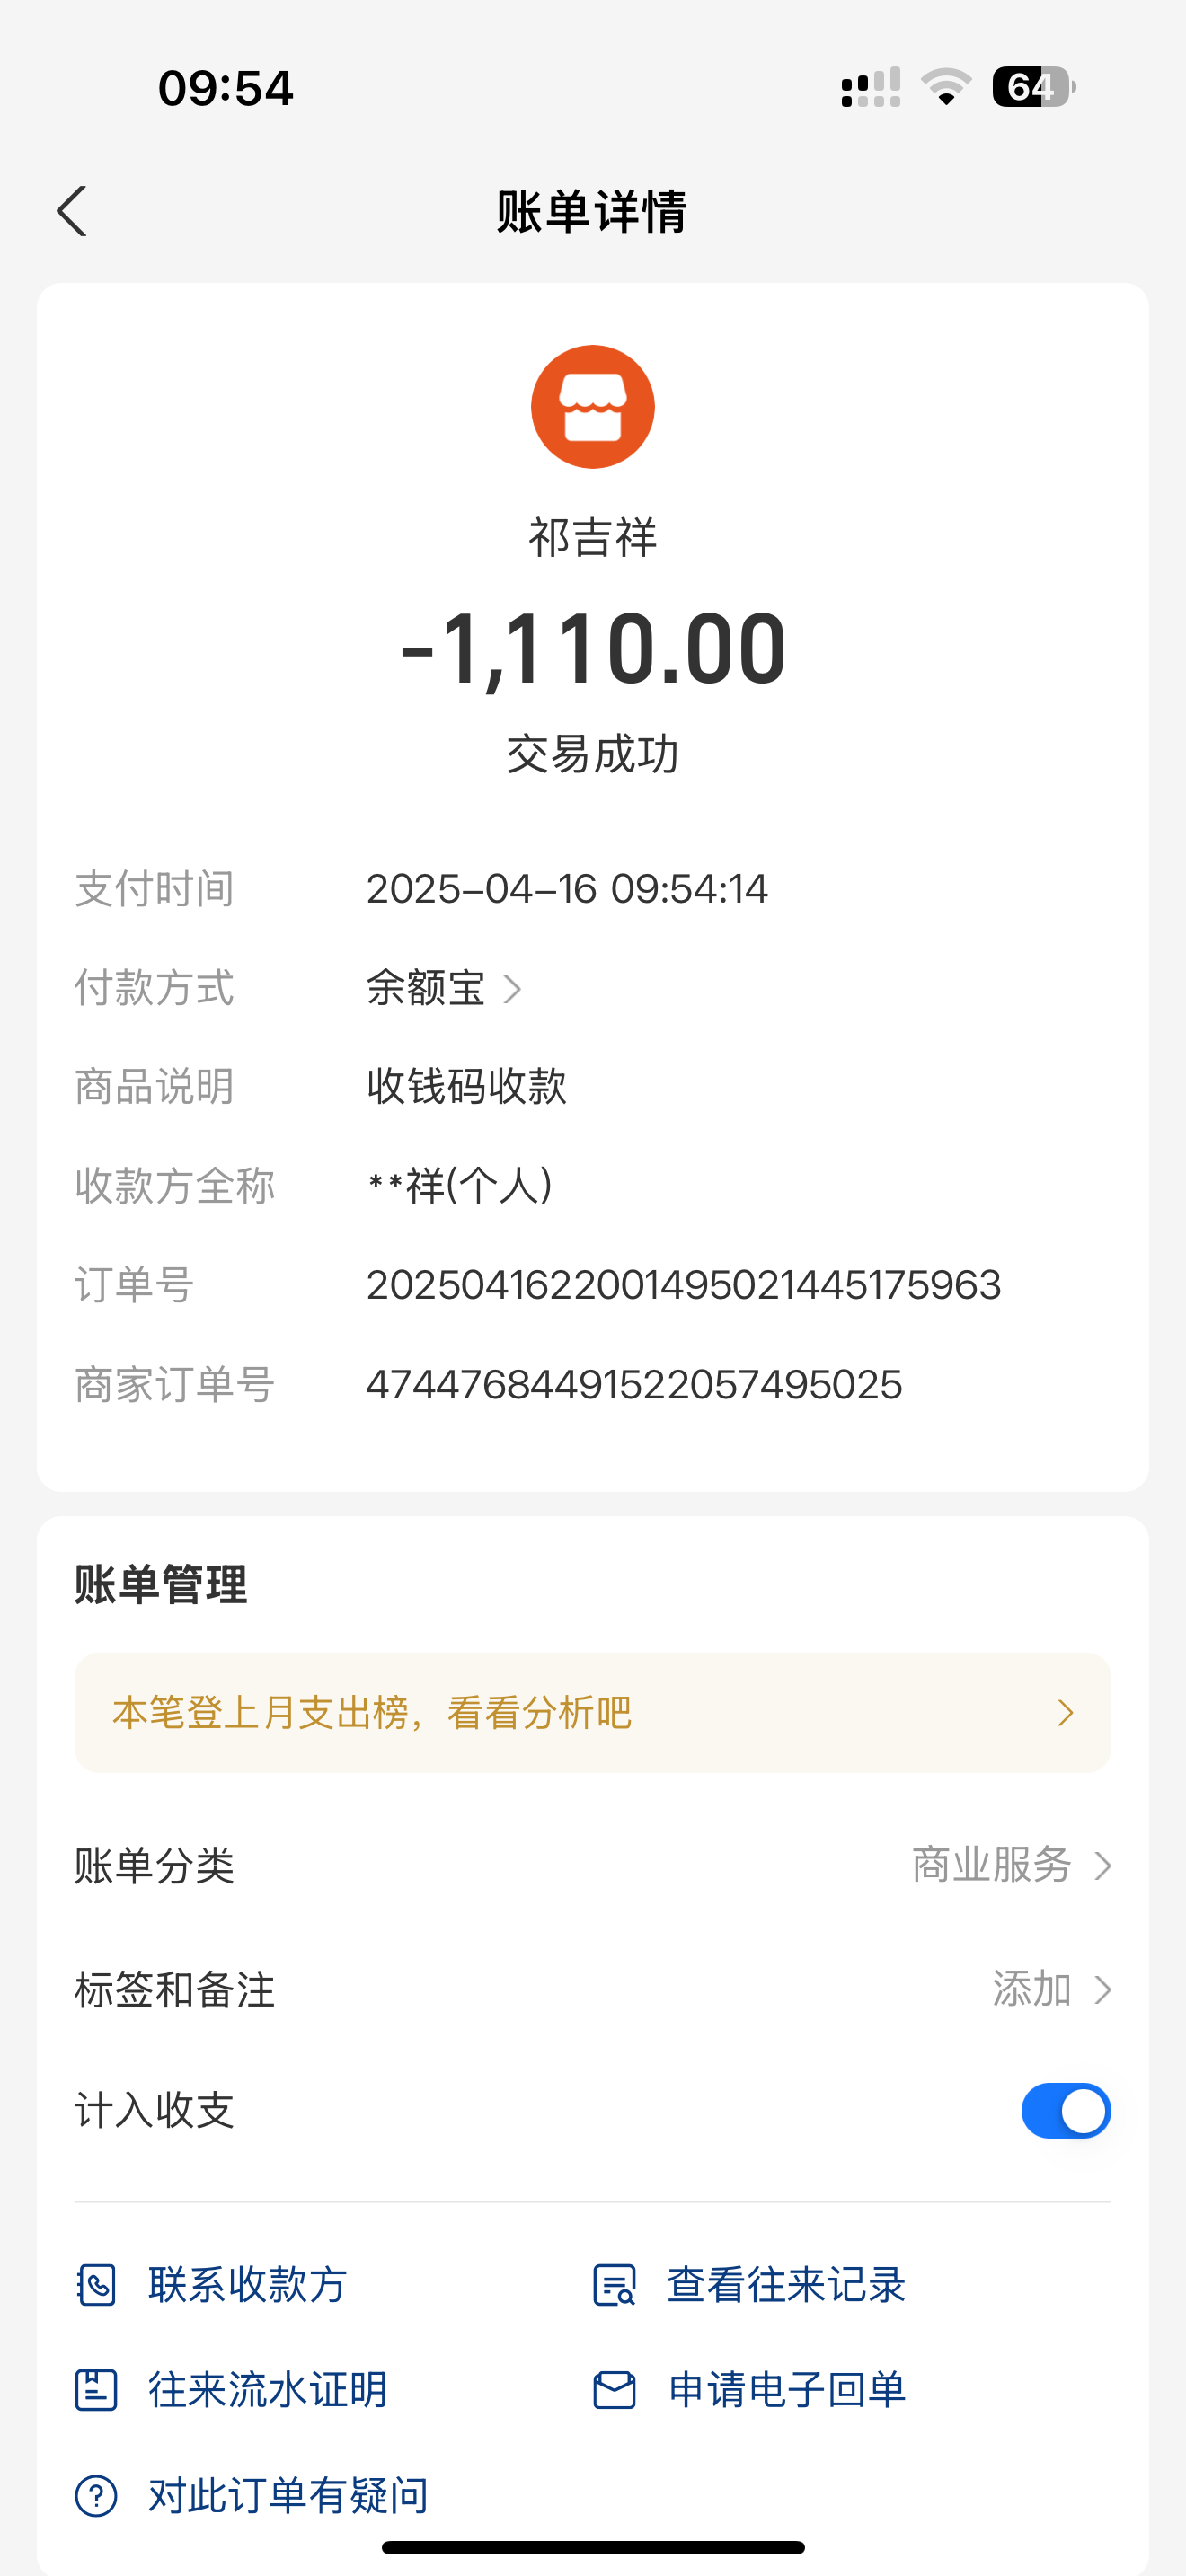 09:54
64
账单详情
祁吉祥
-1,110.00
交易成功
支付时间 2025-04-16 09:54:14
付款方式 余额宝
商品说明 收钱码收款
收款方全称 **祥(个人)
订单号 2025041622001495021445175963
商家订单号 474476844915222057495025
账单管理
本笔登上月支出榜，看看分析吧
账单分类 商业服务
标签和备注 添加
计入收支
联系收款方 查看往来记录
往来流水证明 申请电子回单
对此订单有疑问